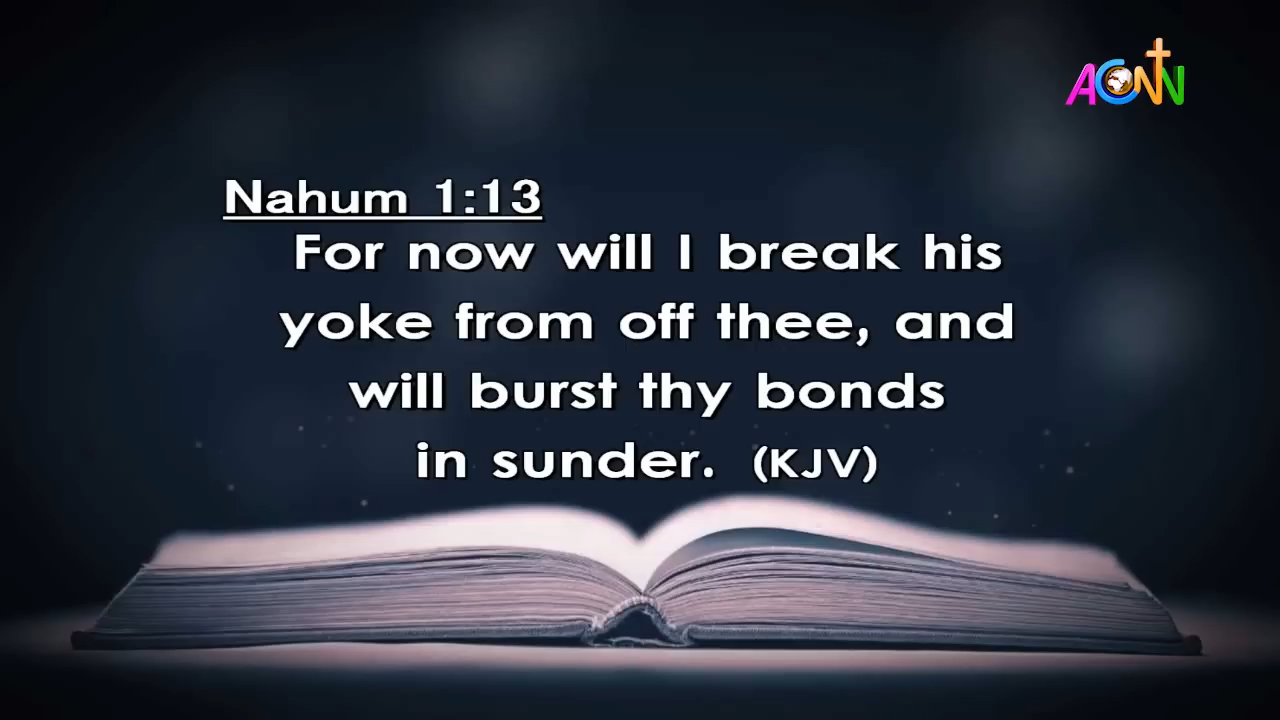 ACNN
Nahum 1:13
For now will I break his
yoke from off thee, and
will burst thy bonds
in sunder. (KJV)